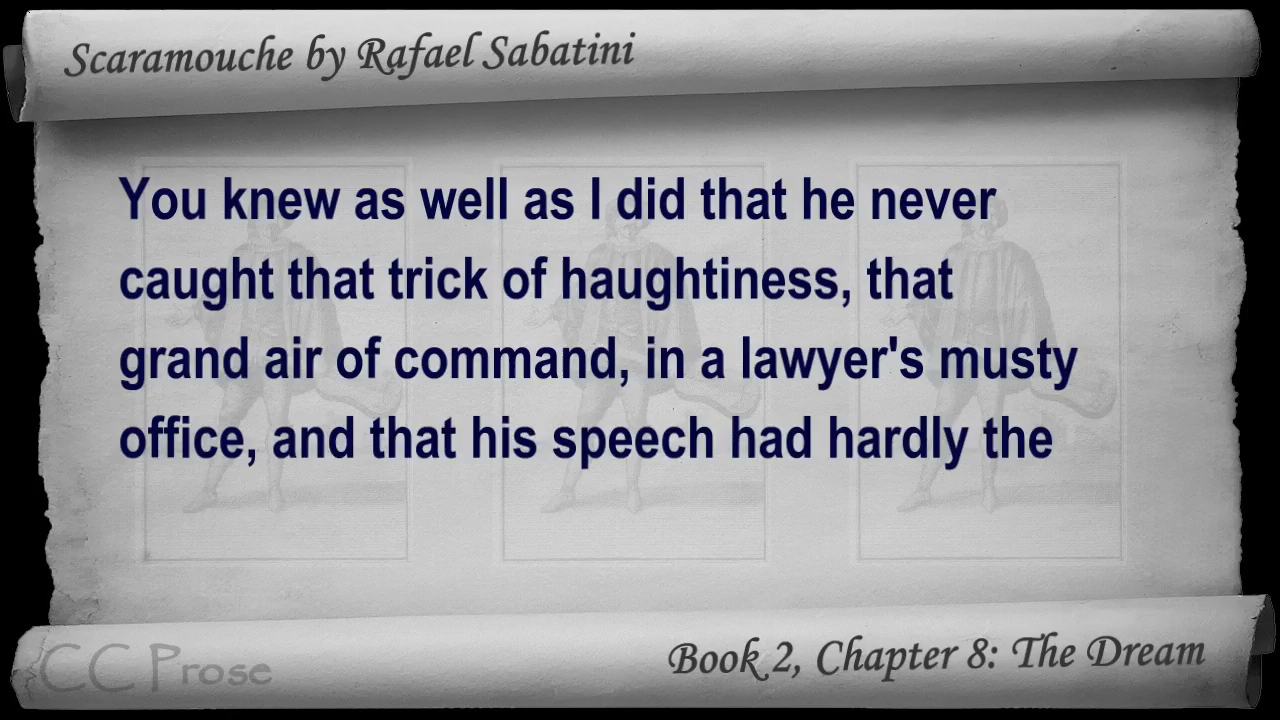 Scaramouche by Rafael Sabatini
You knew as well as I did that he never
caught that trick of haughtiness, that
grand air of command, in a lawyer's musty
office, and that his speech had hardly the
CC Prose
Book 2, Chapter 8: The Dream